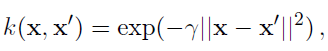 k(x, x′) = exp(−γ||x − x′||²) ,